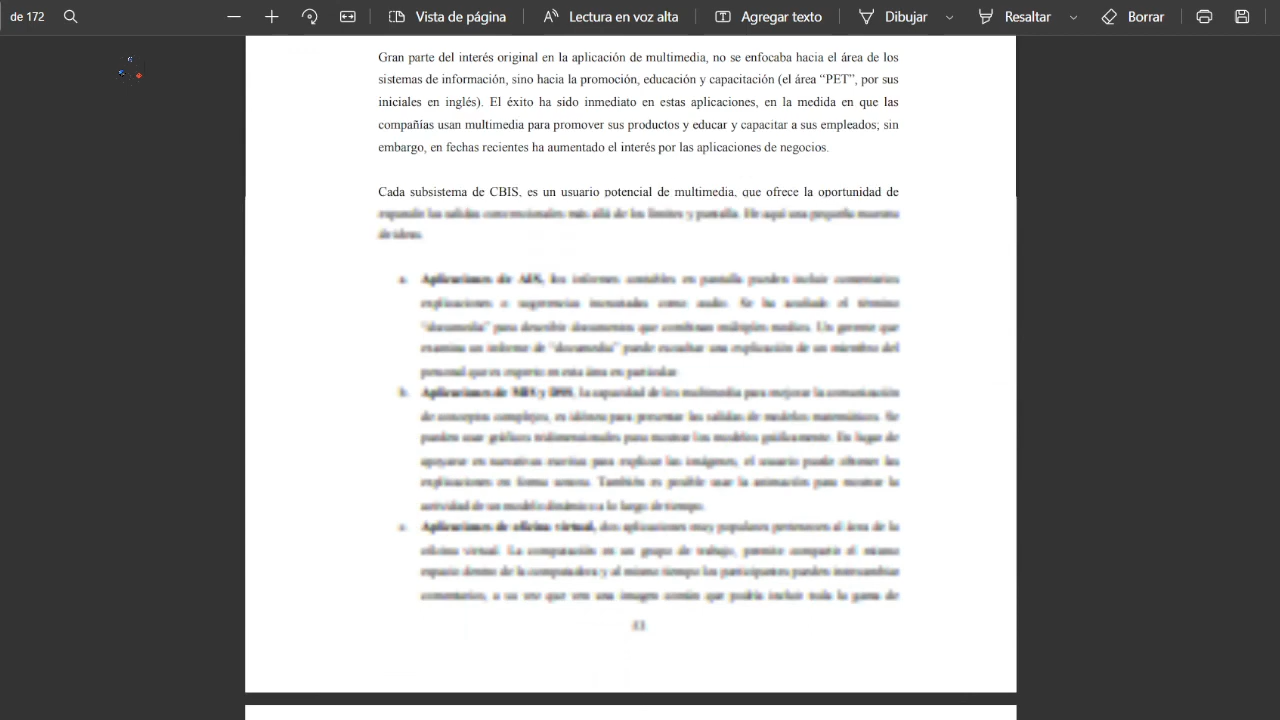 de 172
Vista de página
Lectura en voz alta
Agregar texto
Dibujar
Resaltar
Borrar
Gran parte del interés original en la aplicación de multimedia, no se enfocaba hacia el área de los
sistemas de información, sino hacia la promoción, educación y capacitación (el área “PET”, por sus
iniciales en inglés). El éxito ha sido inmediato en estas aplicaciones, en la medida en que las
compañías usan multimedia para promover sus productos y educar y capacitar a sus empleados; sin
embargo, en fechas recientes ha aumentado el interés por las aplicaciones de negocios.
Cada subsistema de CBIS, es un usuario potencial de multimedia, que ofrece la oportunidad de
expandir las salidas convencionales más allá de los límites y pantalla. He aquí una pequeña muestra
de ideas.
a. Aplicaciones de AIS, los informes contables en pantalla pueden incluir comentarios
explicaciones o sugerencias incrustadas como audio. Se ha acuñado el término
“documedia” para describir documentos que combinan múltiples medios. Un gerente que
examina un informe de “documedia” puede escuchar una explicación de un miembro del
personal que es experto en esta área en particular.
b. Aplicaciones de MIS y DSS, la capacidad de los multimedia para mejorar la comunicación
de conceptos complejos, es idónea para presentar las salidas de modelos matemáticos. Se
pueden usar gráficos tridimensionales para mostrar los modelos gráficamente. En lugar de
apoyarse en narrativas escritas para explicar las imágenes, el usuario puede obtener las
explicaciones en forma sonora. También es posible usar la animación para mostrar la
actividad de un modelo dinámico a lo largo de tiempo.
c. Aplicaciones de oficina virtual, dos aplicaciones muy populares pertenecen al área de la
oficina virtual. La computación en un grupo de trabajo, permite compartir el mismo
espacio dentro de la computadora y al mismo tiempo los participantes pueden intercambiar
comentarios, a su vez que ven una imagen común que podría incluir toda la gama de